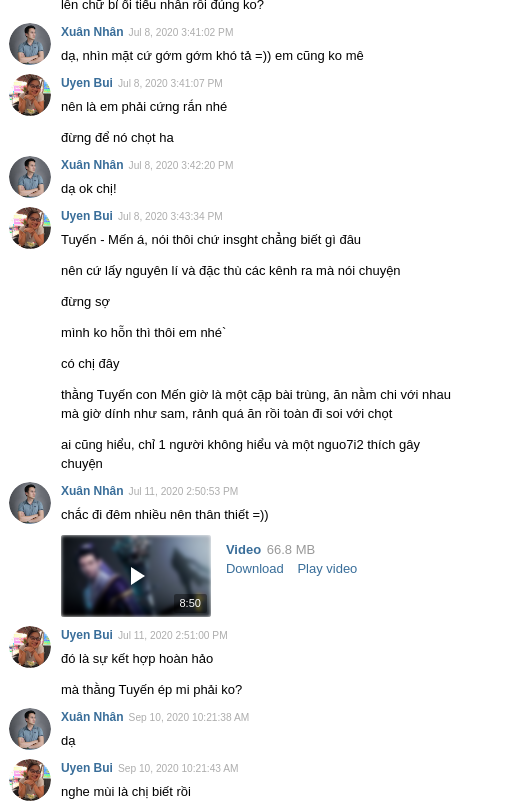 lên chữ bỉ ổi tiểu nhân rồi đúng ko?
Xuân Nhân Jul 8, 2020 3:41:02 PM
dạ, nhìn mặt cứ gớm gớm khó tả =)) em cũng ko mê
Uyen Bui Jul 8, 2020 3:41:07 PM
nên là em phải cứng rắn nhé
đừng để nó chọt ha
Xuân Nhân Jul 8, 2020 3:42:20 PM
dạ ok chị!
Uyen Bui Jul 8, 2020 3:43:34 PM
Tuyến - Mến á, nói thôi chứ insght chẳng biết gì đâu
nên cứ lấy nguyên lí và đặc thù các kênh ra mà nói chuyện
đừng sợ
mình ko hỗn thì thôi em nhé`
có chị đây
thằng Tuyến con Mến giờ là một cặp bài trùng, ăn nằm chi với nhau
mà giờ dính như sam, rảnh quá ăn rồi toàn đi soi với chọt
ai cũng hiểu, chỉ 1 người không hiểu và một nguo7i2 thích gây
chuyện
Xuân Nhân Jul 11, 2020 2:50:53 PM
chắc đi đêm nhiều nên thân thiết =))
Video 66.8 MB
Download Play video
8:50
Uyen Bui Jul 11, 2020 2:51:00 PM
đó là sự kết hợp hoàn hảo
mà thằng Tuyến ép mi phải ko?
Xuân Nhân Sep 10, 2020 10:21:38 AM
dạ
Uyen Bui Sep 10, 2020 10:21:43 AM
nghe mùi là chị biết rồi